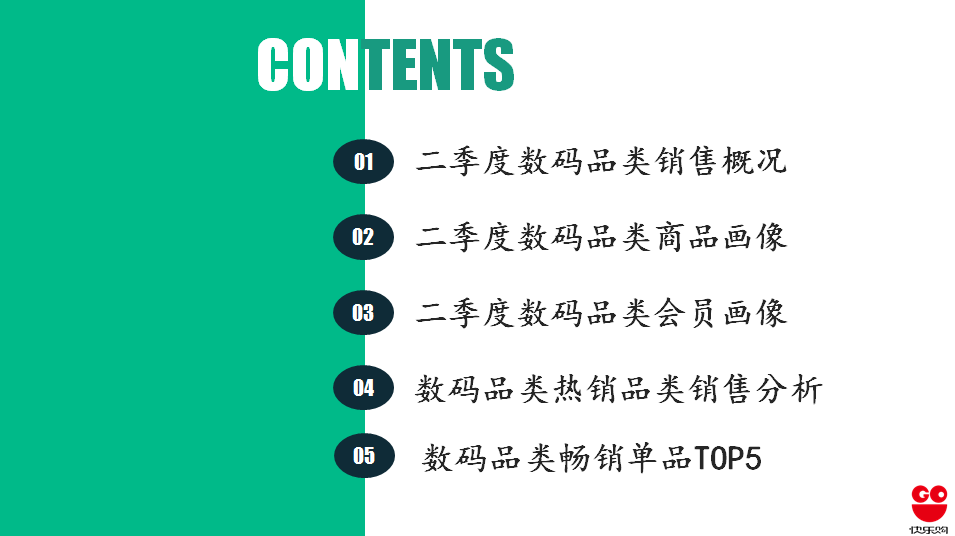 CONTENTS
01 二季度数码品类销售概况
02 二季度数码品类商品画像
03 二季度数码品类会员画像
04 数码品类热销品类销售分析
05 数码品类畅销单品TOP5
GO
快乐购